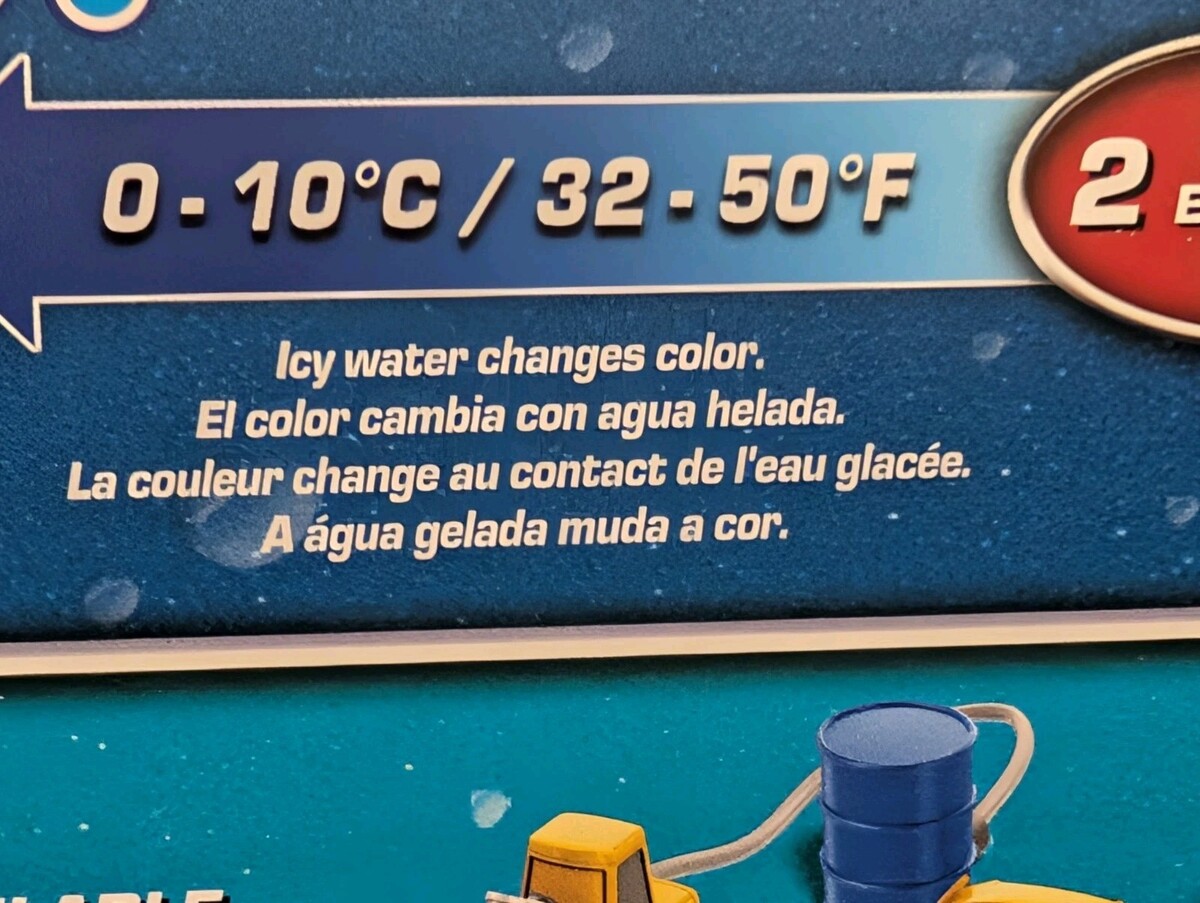 0 - 10°C / 32 - 50°F
2
Icy water changes color.
El color cambia con agua helada.
La couleur change au contact de l'eau glacée.
A água gelada muda a cor.